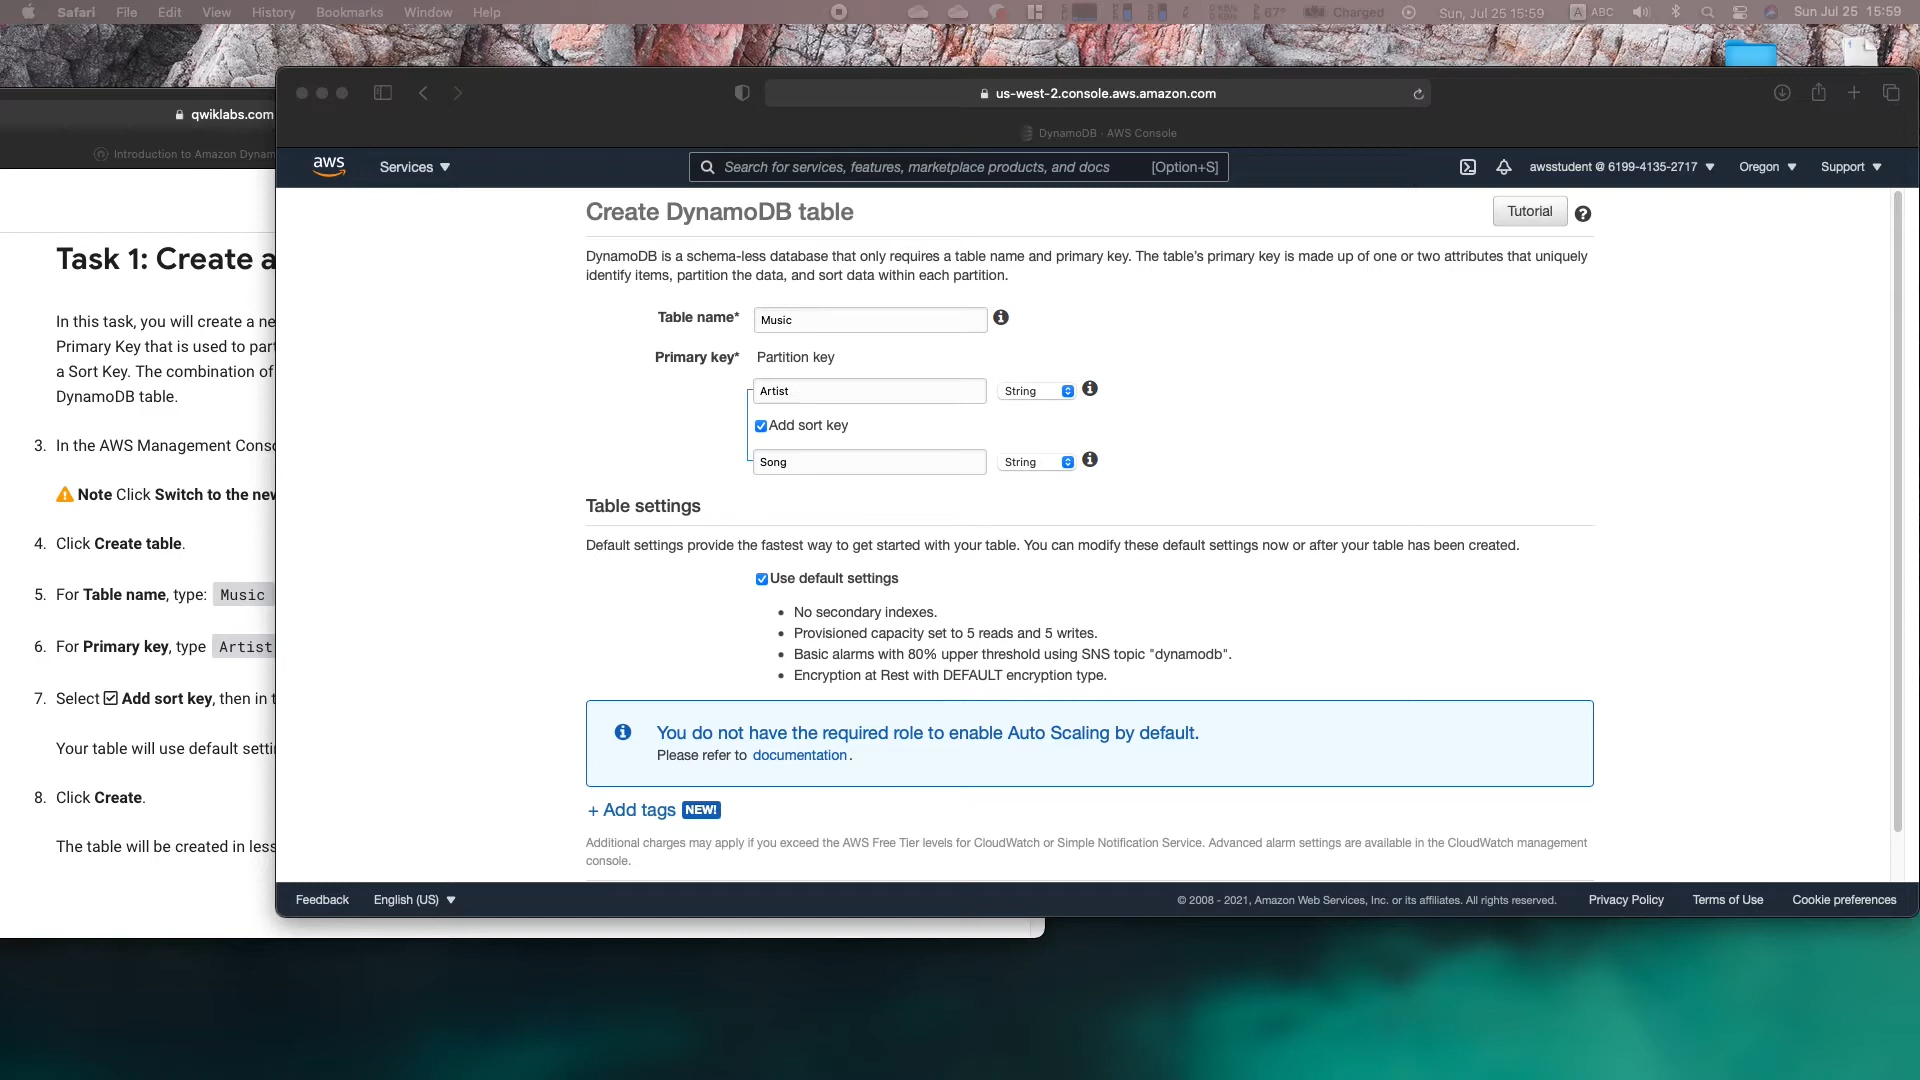 Safari File Edit View History Bookmarks Window Help
67° Charged Sun, Jul 25 15:59 A ABC Sun Jul 25 15:59
qwiklabs.com
Introduction to Amazon Dynam
Task 1: Create a
In this task, you will create a ne
Primary Key that is used to part
a Sort Key. The combination of
DynamoDB table.
3. In the AWS Management Conso
Note Click Switch to the new
4. Click Create table.
5. For Table name, type: Music
6. For Primary key, type Artist
7. Select Add sort key, then in t
Your table will use default setti
8. Click Create.
The table will be created in less
us-west-2.console.aws.amazon.com
DynamoDB · AWS Console
aws Services Search for services, features, marketplace products, and docs [Option+S] awsstudent @ 6199-4135-2717 Oregon Support
Create DynamoDB table Tutorial
DynamoDB is a schema-less database that only requires a table name and primary key. The table's primary key is made up of one or two attributes that uniquely
identify items, partition the data, and sort data within each partition.
Table name* Music
Primary key* Partition key
Artist String
Add sort key
Song String
Table settings
Default settings provide the fastest way to get started with your table. You can modify these default settings now or after your table has been created.
Use default settings
• No secondary indexes.
• Provisioned capacity set to 5 reads and 5 writes.
• Basic alarms with 80% upper threshold using SNS topic "dynamodb".
• Encryption at Rest with DEFAULT encryption type.
You do not have the required role to enable Auto Scaling by default.
Please refer to documentation.
+ Add tags NEW!
Additional charges may apply if you exceed the AWS Free Tier levels for CloudWatch or Simple Notification Service. Advanced alarm settings are available in the CloudWatch management
console.
Feedback English (US) © 2008 - 2021, Amazon Web Services, Inc. or its affiliates. All rights reserved. Privacy Policy Terms of Use Cookie preferences